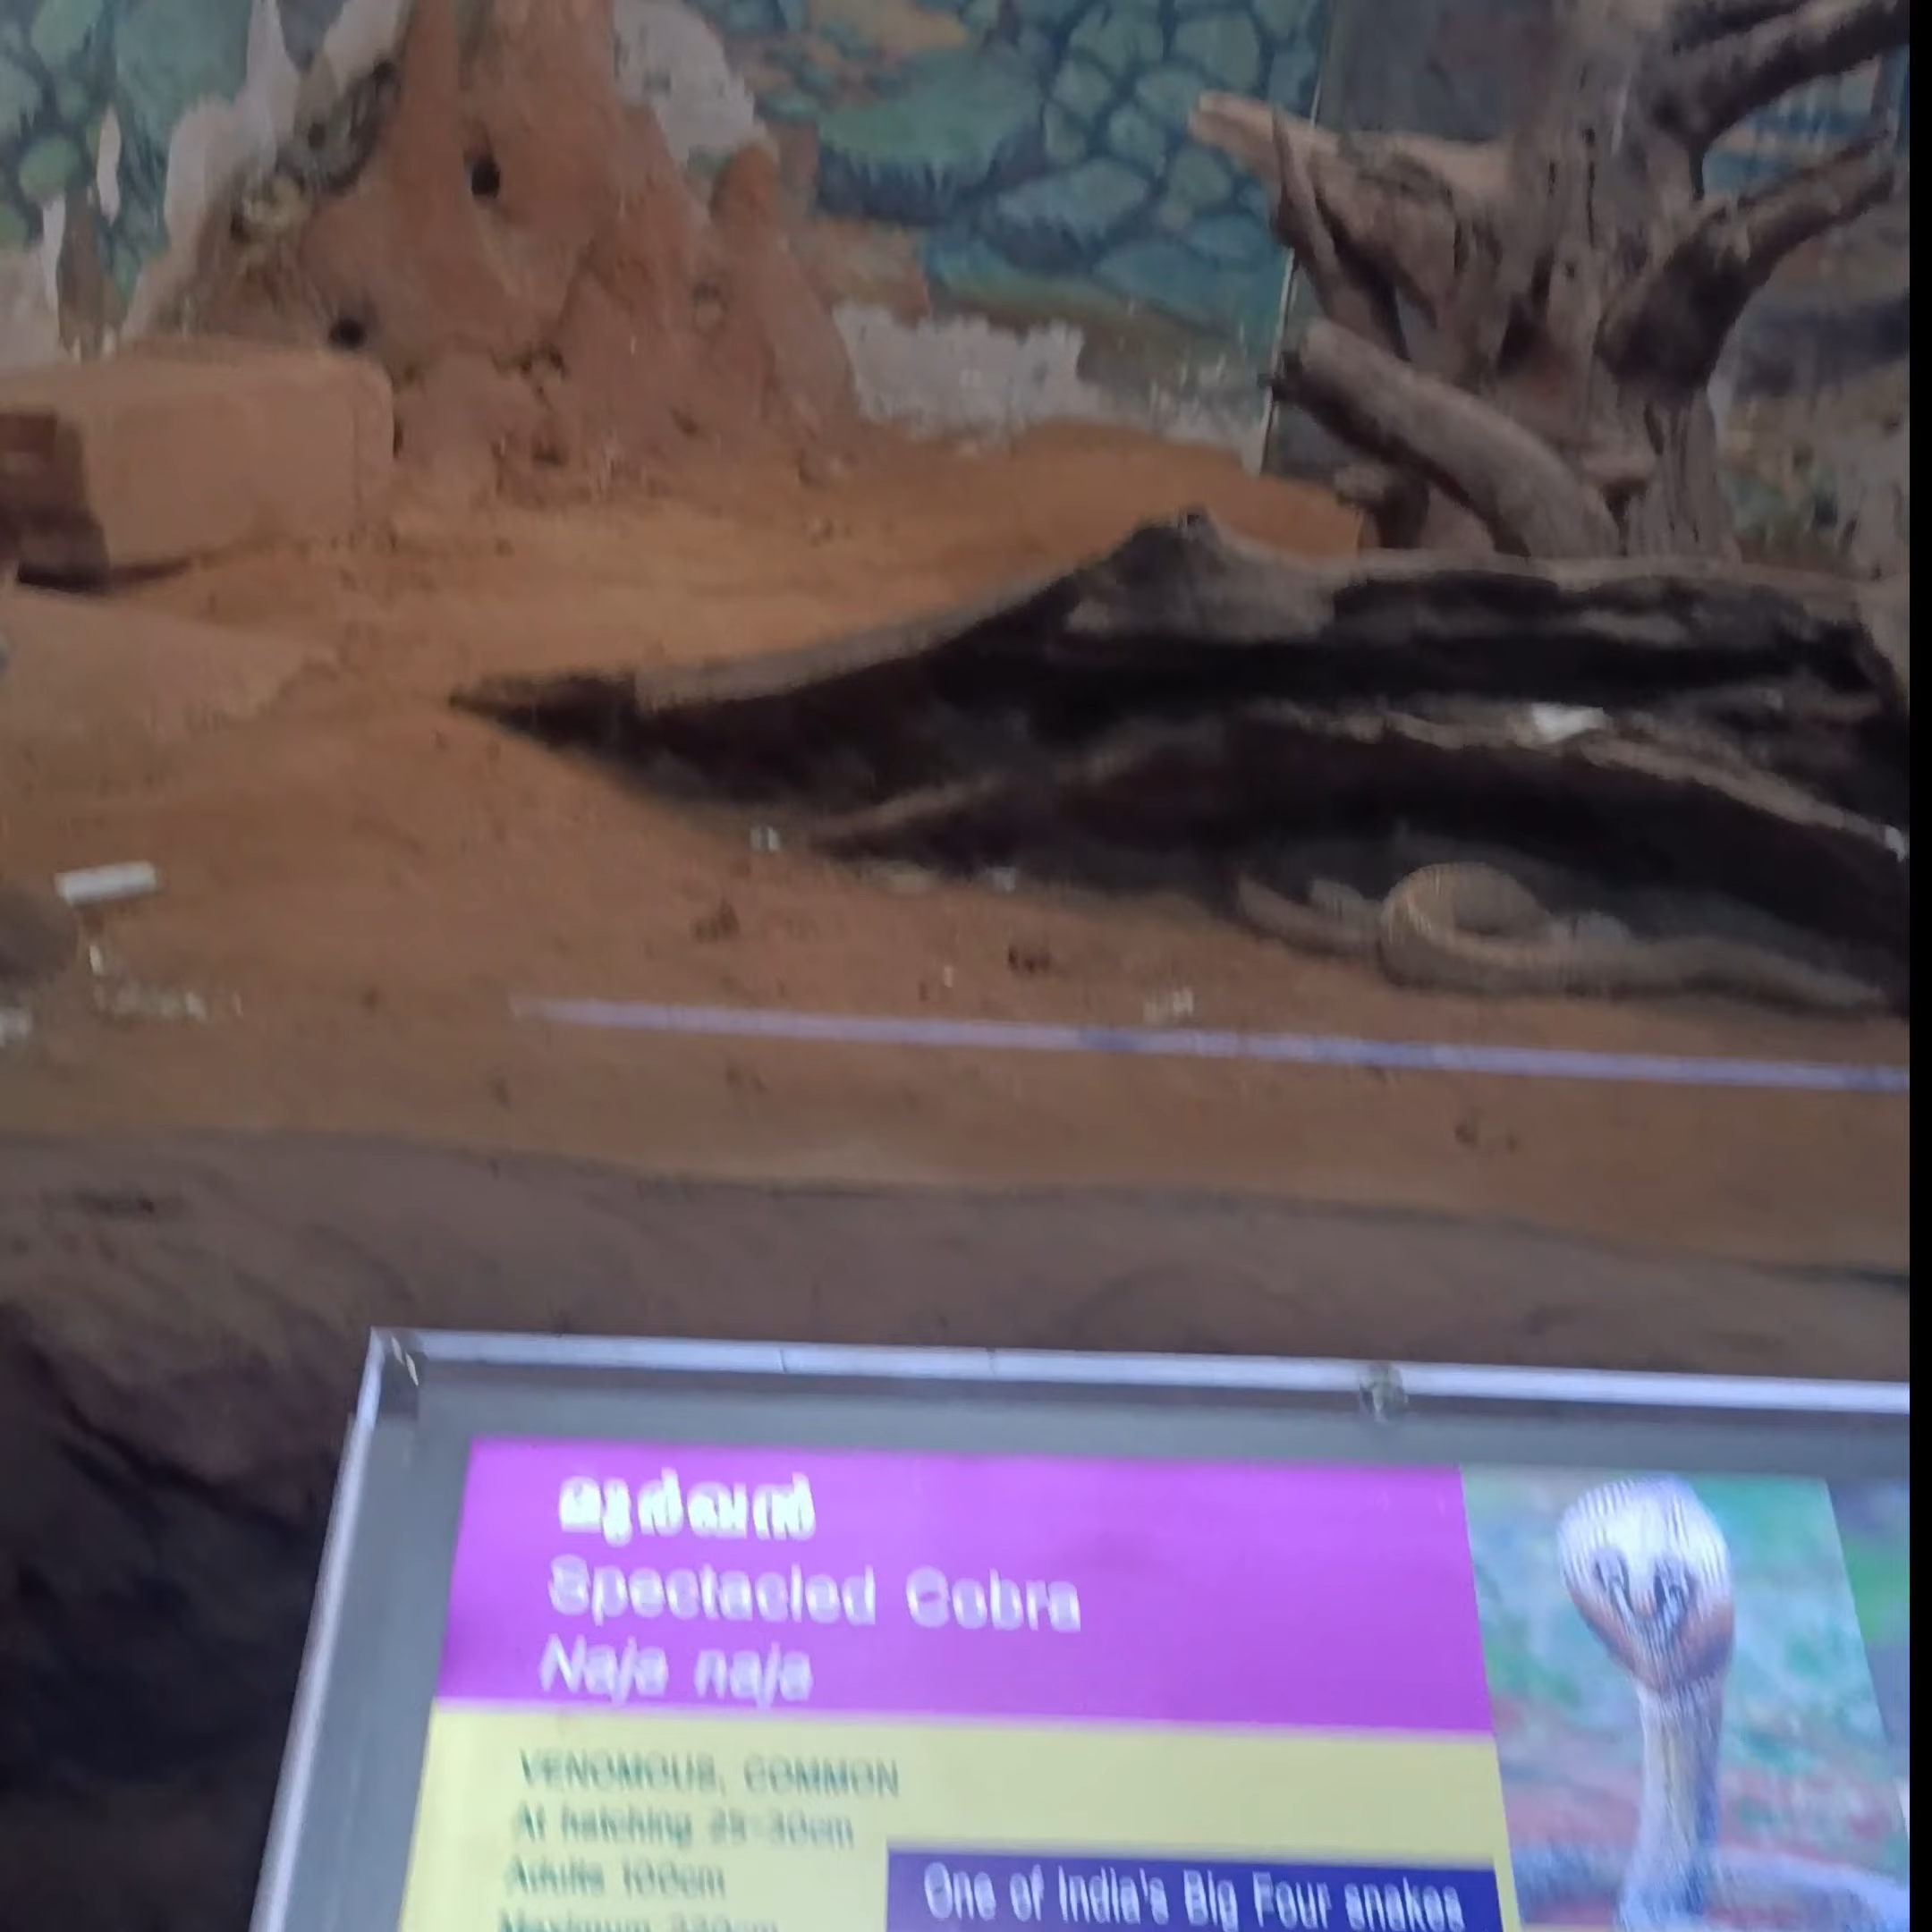 മൂർഖൻ
Spectacled Cobra
Naja naja
VENOMOUS, COMMON
At hatching 25-30cm
Adults 100cm
One of India's Big Four snakes